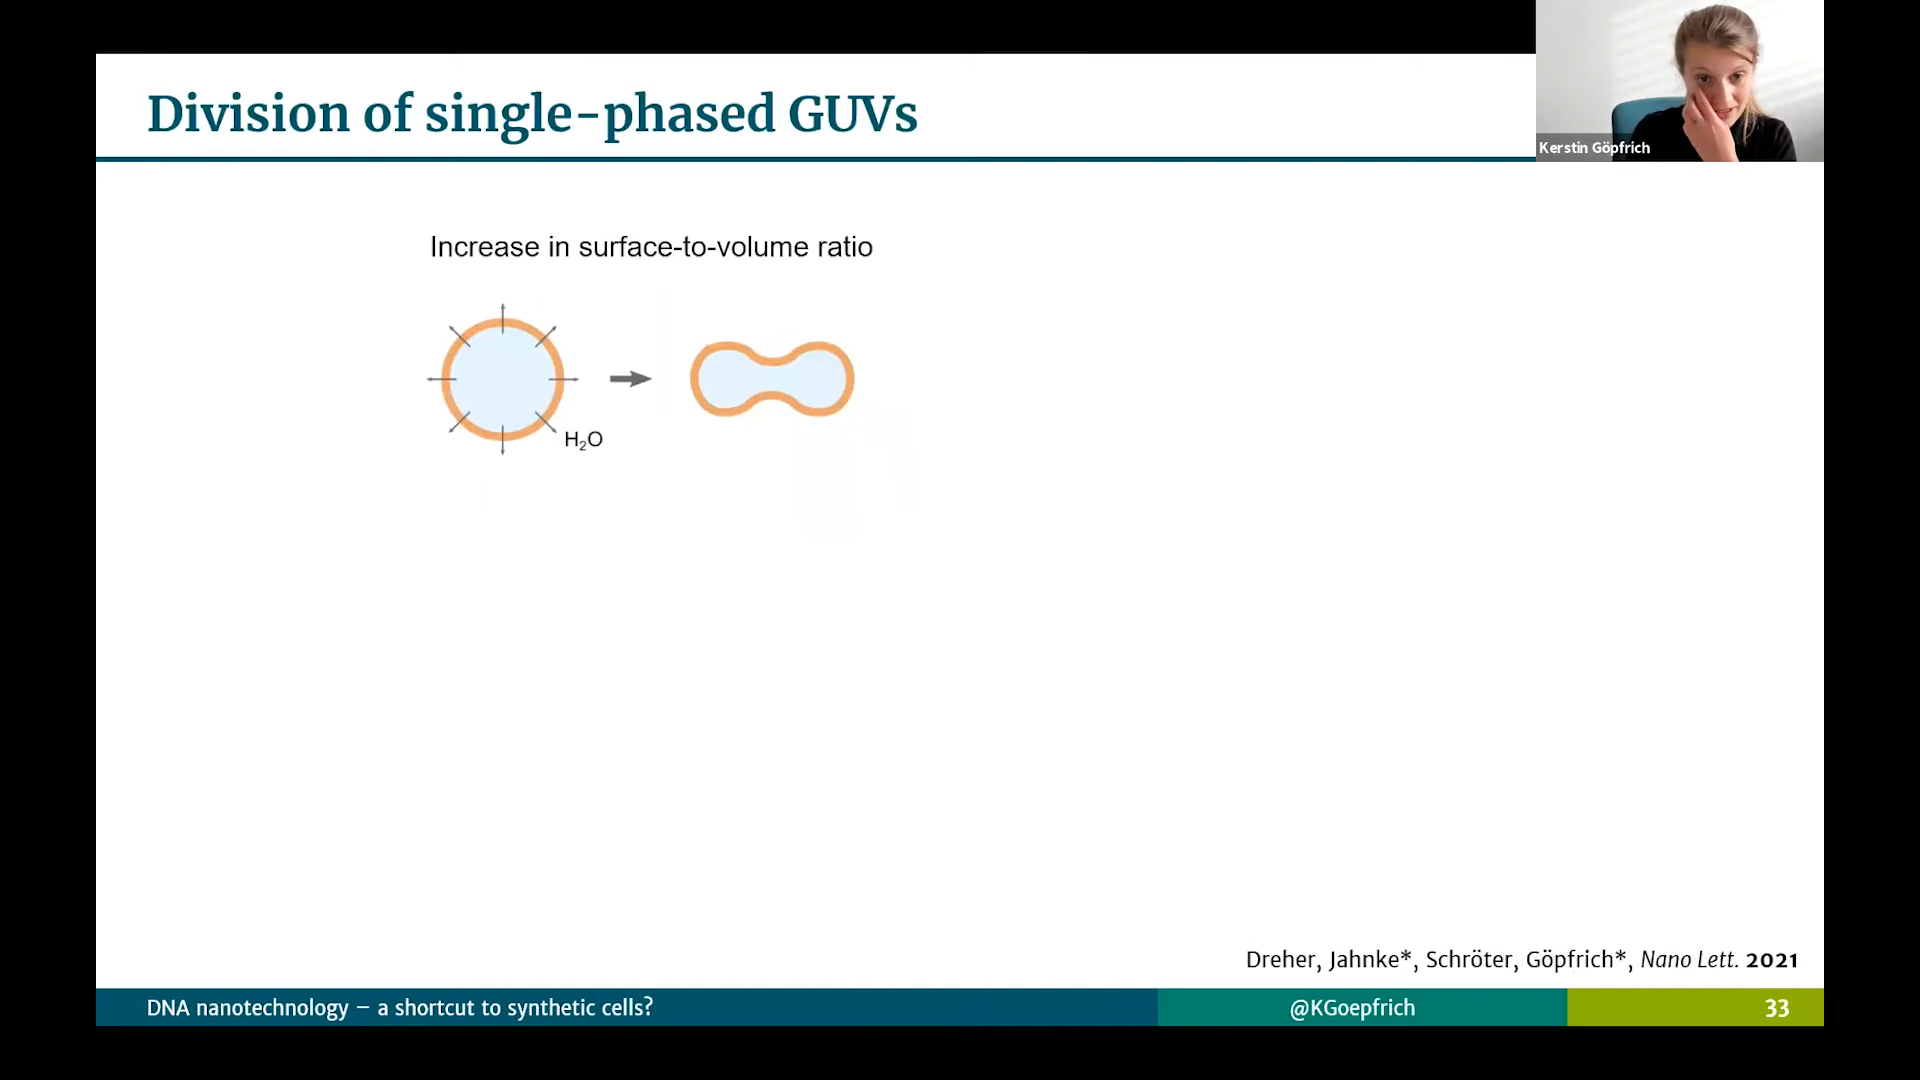 Division of single-phased GUVs
Kerstin Göpfrich
Increase in surface-to-volume ratio
H₂O
Dreher, Jahnke*, Schröter, Göpfrich*, Nano Lett. 2021
DNA nanotechnology – a shortcut to synthetic cells?
@KGoepfrich
33